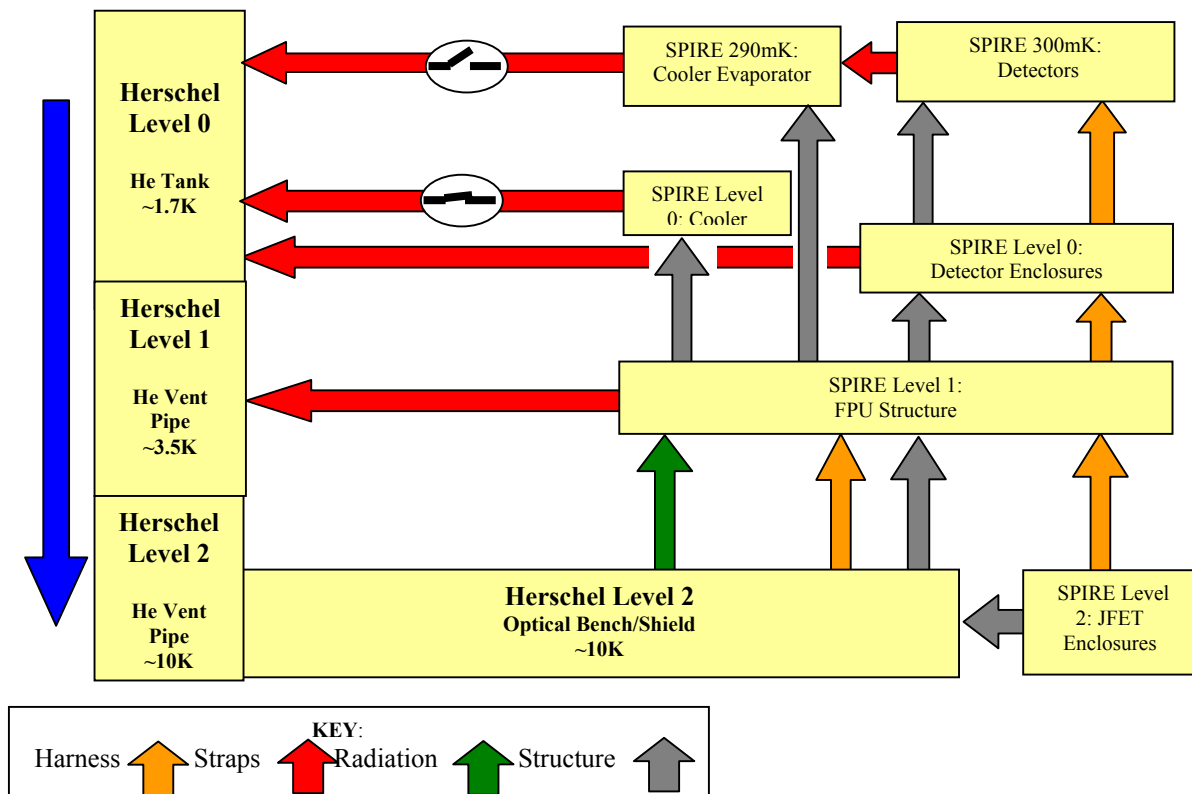 Herschel
Level 0
He Tank
~1.7K
SPIRE 290mK:
Cooler Evaporator
SPIRE 300mK:
Detectors
SPIRE Level
0: Cooler
SPIRE Level 0:
Detector Enclosures
Herschel
Level 1
He Vent
Pipe
~3.5K
SPIRE Level 1:
FPU Structure
Herschel
Level 2
He Vent
Pipe
~10K
Herschel Level 2
Optical Bench/Shield
~10K
SPIRE Level
2: JFET
Enclosures
KEY:
Harness Straps Radiation Structure